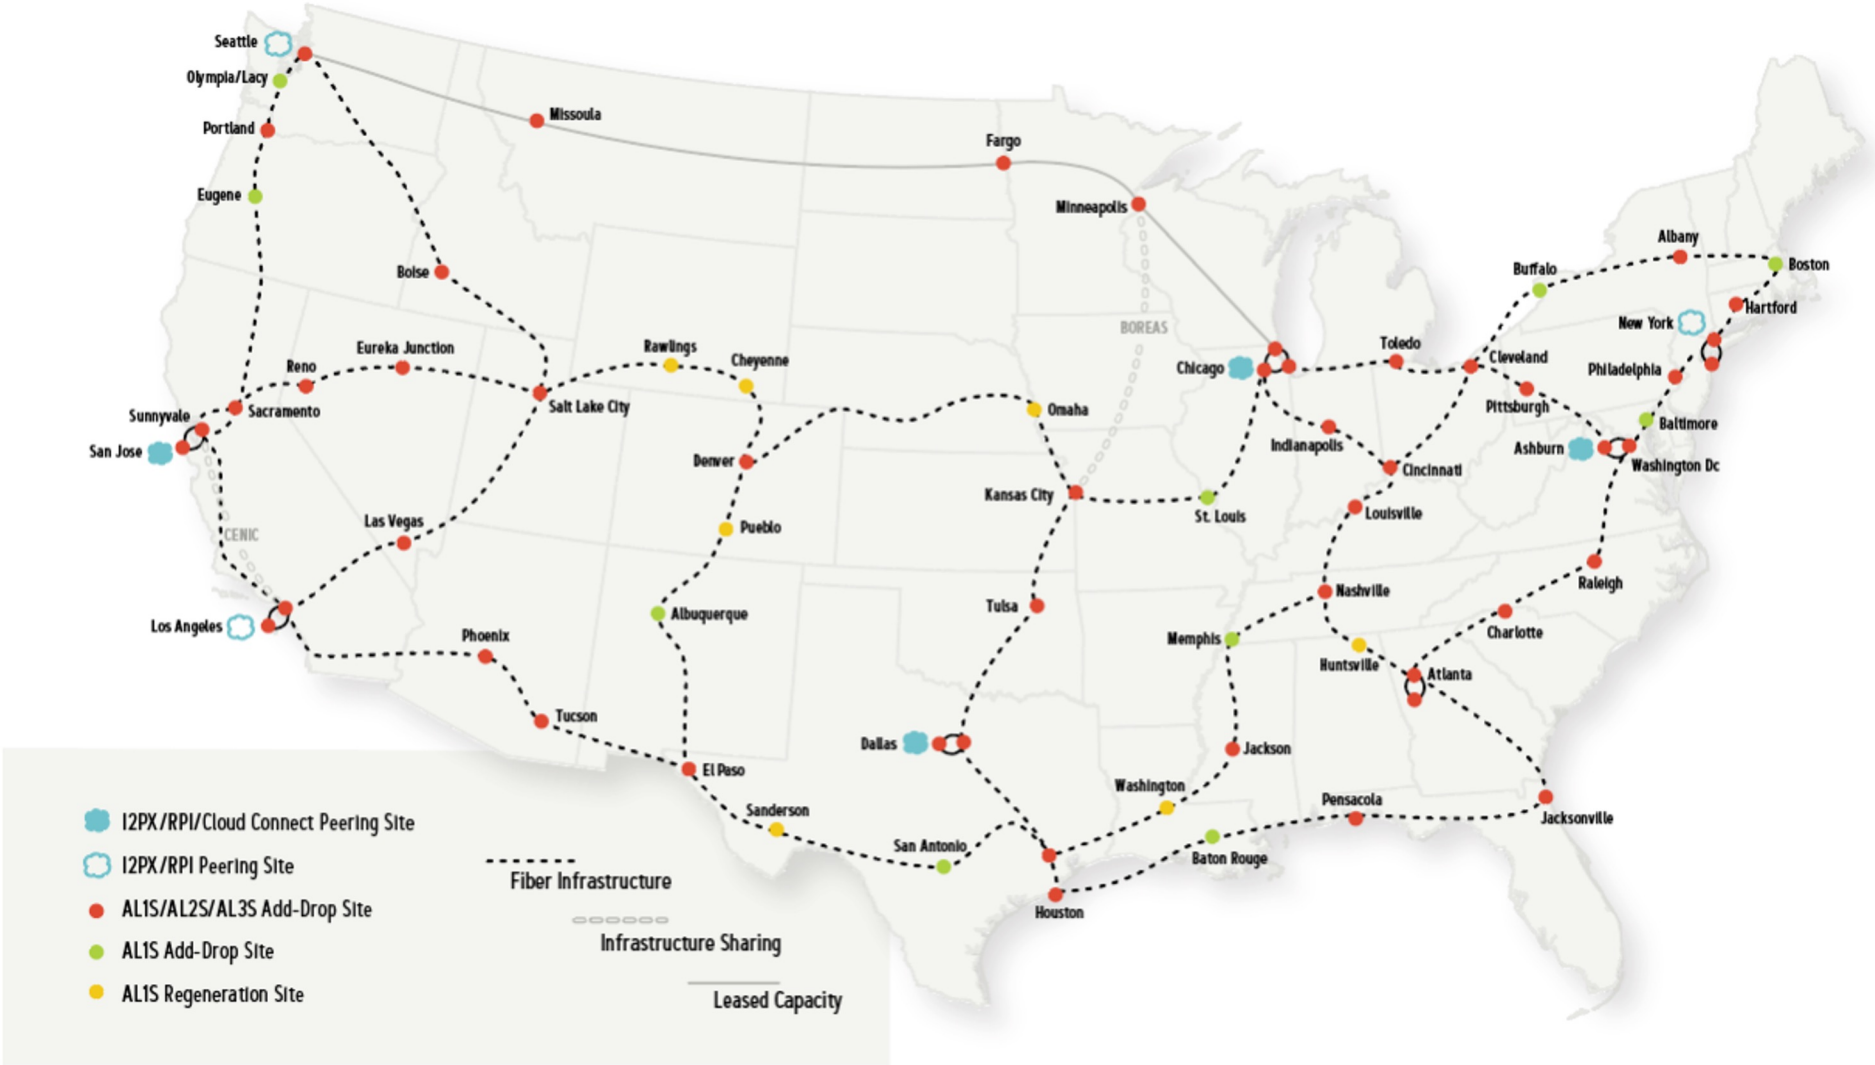 Seattle
Olympia/Lacy
Portland
Eugene
Missoula
Fargo
Minneapolis
Boise
Albany
Buffalo
Boston
Hartford
New York
BOREAS
Rawlings
Cheyenne
Eureka Junction
Reno
Toledo
Cleveland
Chicago
Philadelphia
Sunnyvale
Sacramento
Salt Lake City
Omaha
Pittsburgh
Baltimore
San Jose
Denver
Indianapolis
Cincinnati
Ashburn
Washington Dc
Kansas City
St. Louis
Louisville
Las Vegas
Pueblo
CENIC
Raleigh
Nashville
Tulsa
Albuquerque
Los Angeles
Phoenix
Memphis
Charlotte
Huntsville
Atlanta
Tucson
Dallas
Jackson
El Paso
Washington
Pensacola
Sanderson
Jacksonville
San Antonio
Baton Rouge
Houston
I2PX/RPI/Cloud Connect Peering Site
I2PX/RPI Peering Site
AL1S/AL2S/AL3S Add-Drop Site
AL1S Add-Drop Site
AL1S Regeneration Site
Fiber Infrastructure
Infrastructure Sharing
Leased Capacity